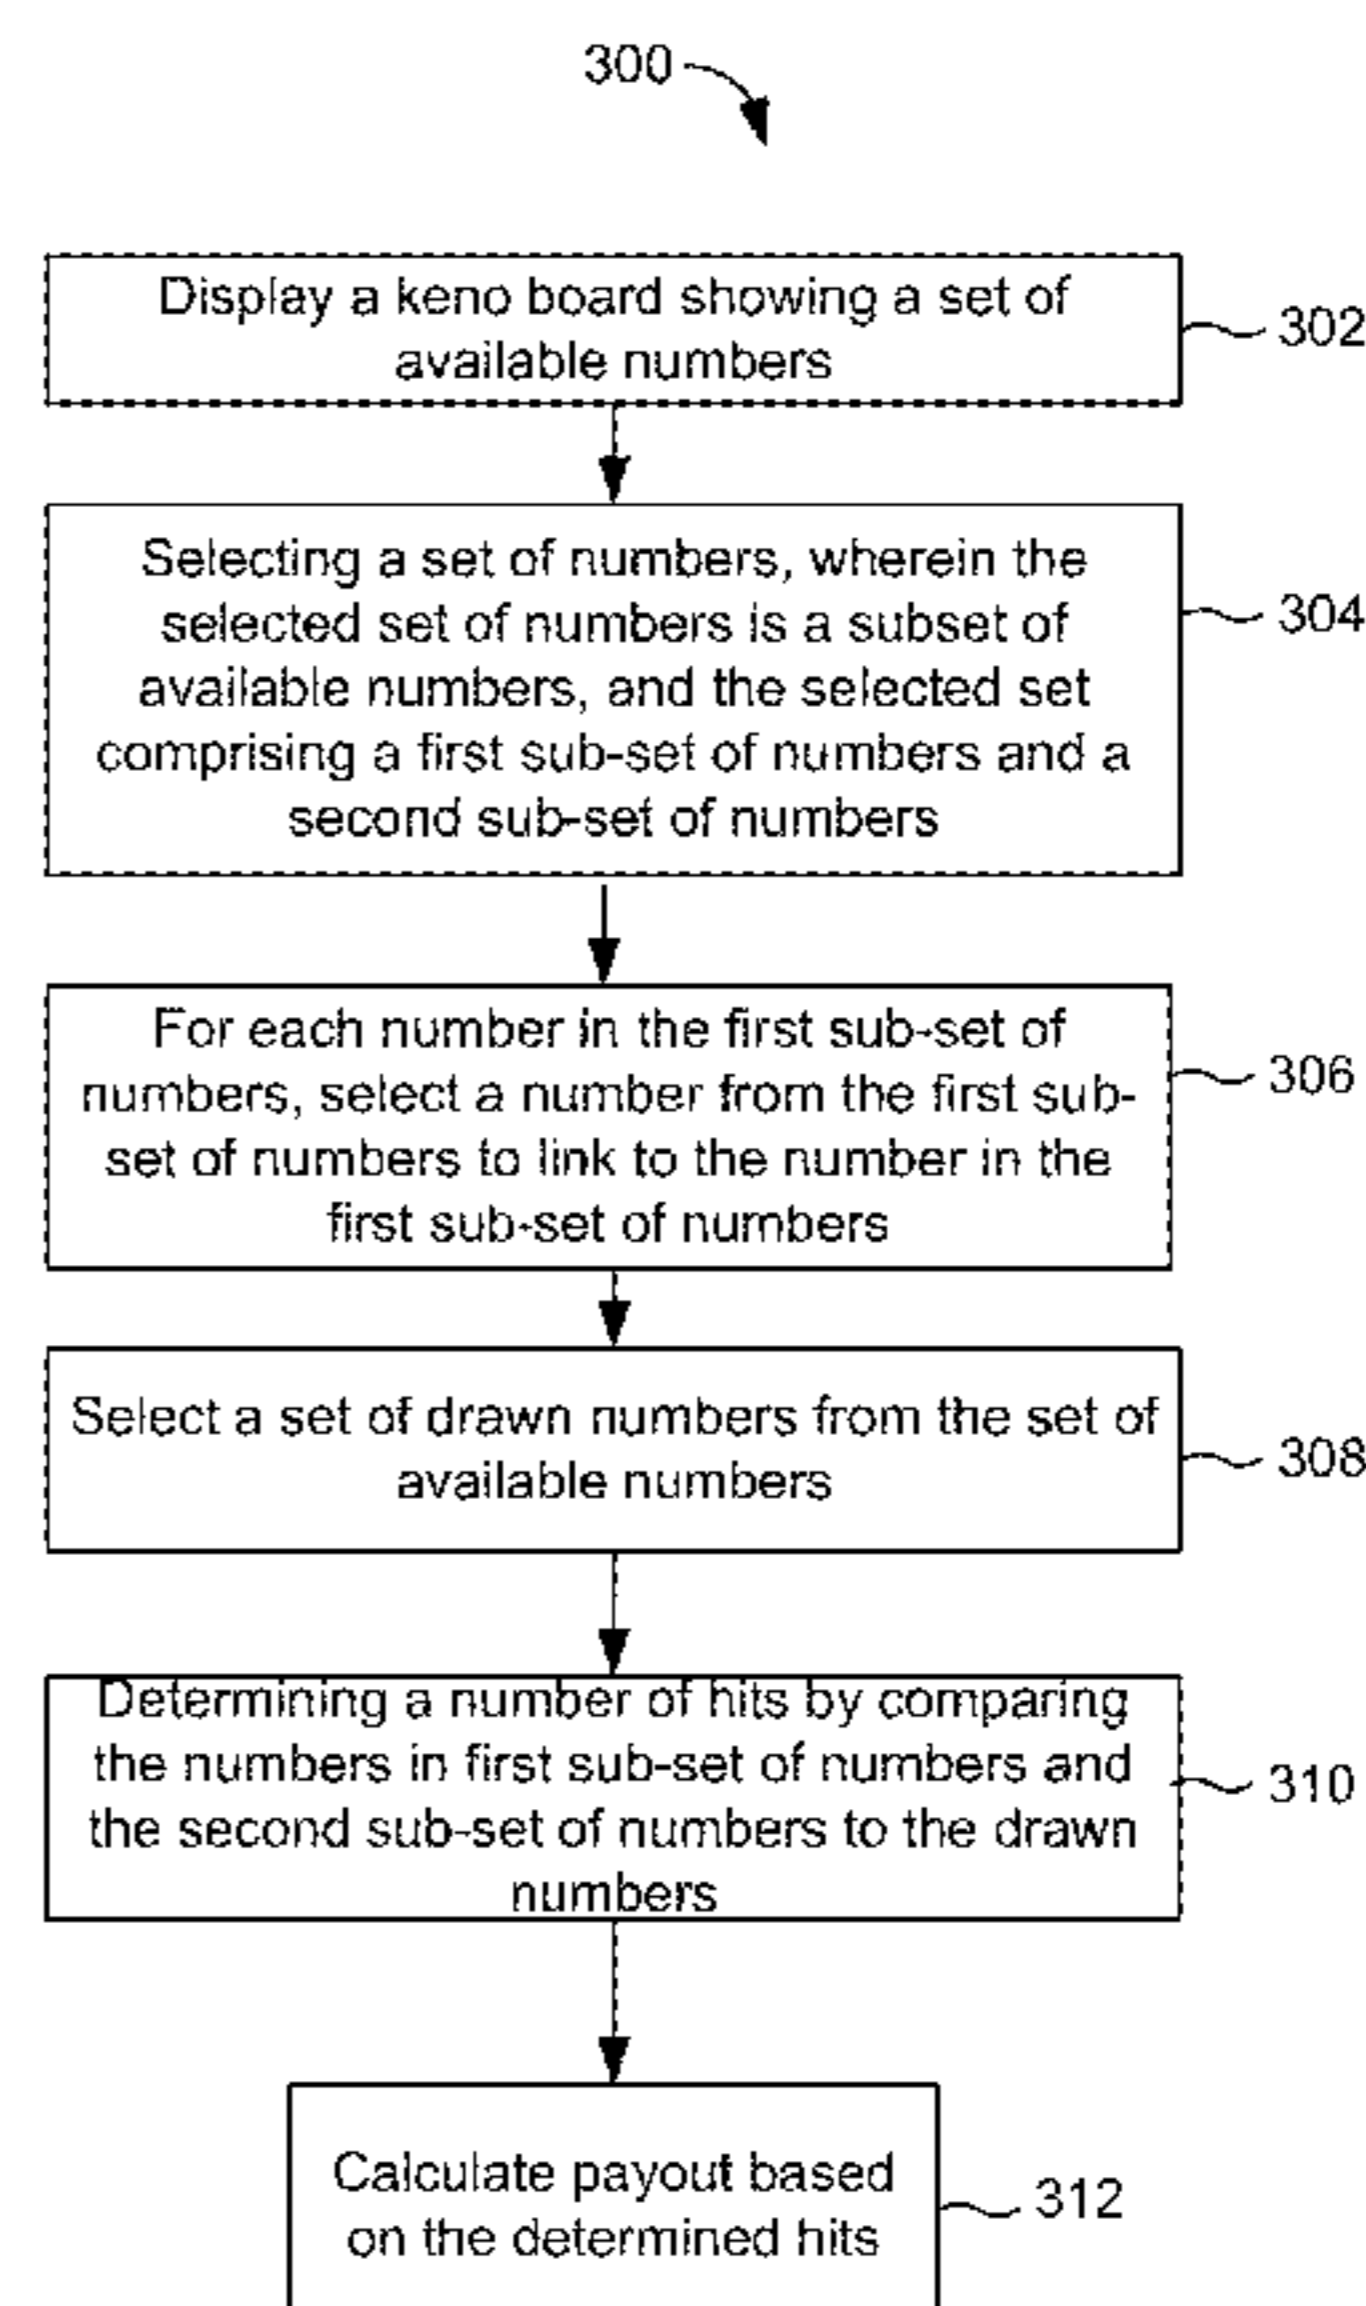 300
Display a keno board showing a set of
available numbers
302
Selecting a set of numbers, wherein the
selected set of numbers is a subset of
available numbers, and the selected set
comprising a first sub-set of numbers and a
second sub-set of numbers
304
For each number in the first sub-set of
numbers, select a number from the first sub-
set of numbers to link to the number in the
first sub-set of numbers
306
Select a set of drawn numbers from the set of
available numbers
308
Determining a number of hits by comparing
the numbers in first sub-set of numbers and
the second sub-set of numbers to the drawn
numbers
310
Calculate payout based
on the determined hits
312